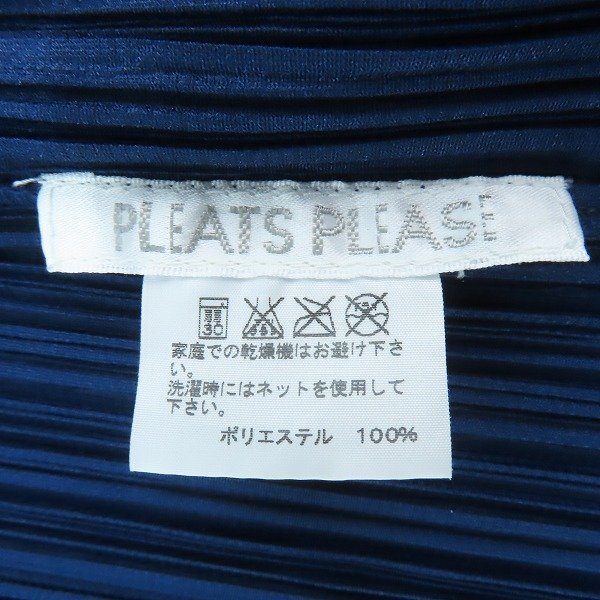 PLEATS PLEASE
30
家庭での乾燥機はお避け下さ
い。
洗濯時にはネットを使用して
下さい。
ポリエステル 100%